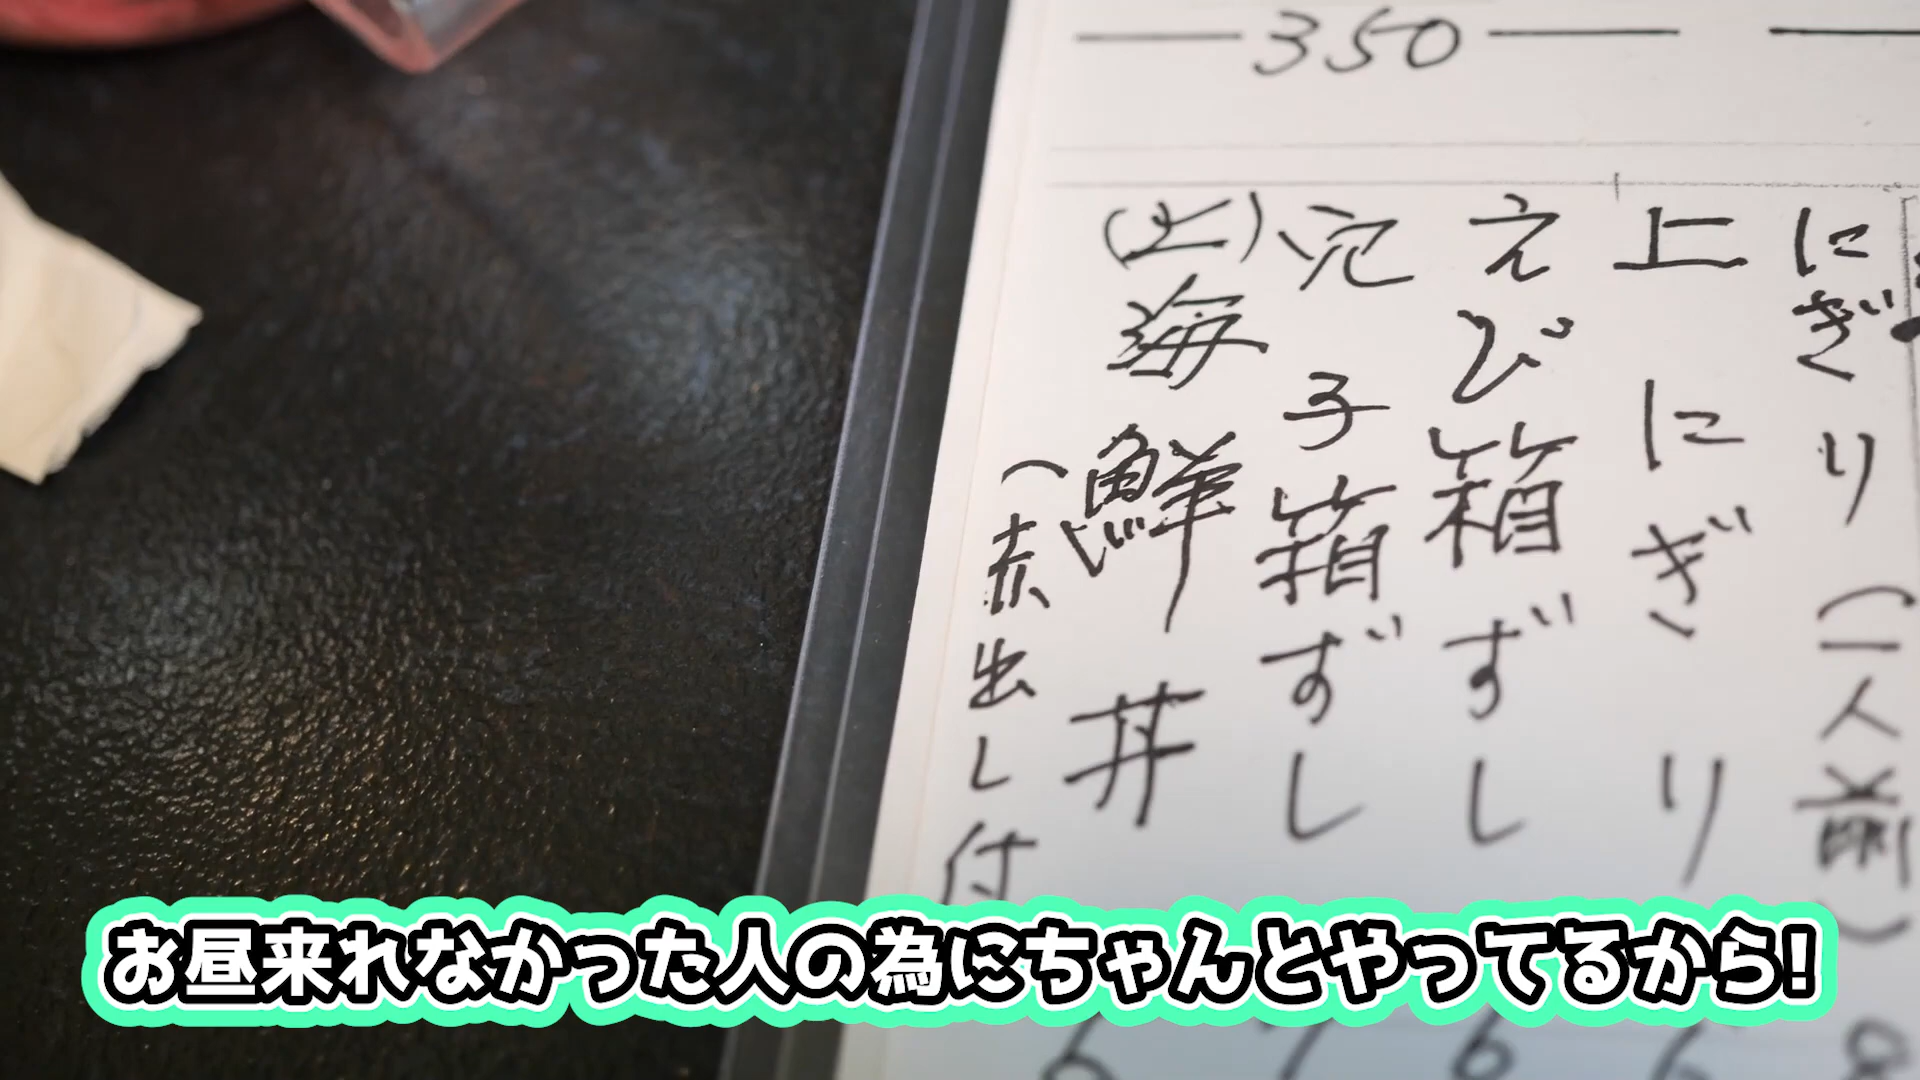 350
にぎり(一人前)
上にぎり
えび箱ずし
穴子箱ずし
(上)海鮮丼
(赤出し付
お昼来れなかった人の為にちゃんとやってるから!